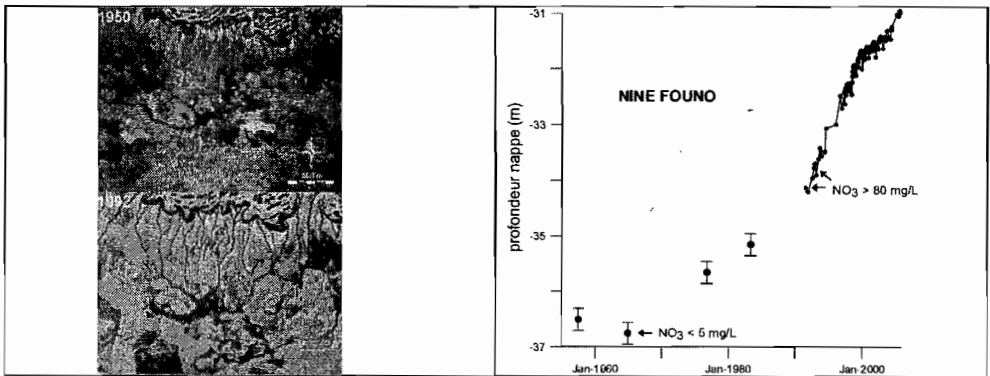 1950
1992
profondeur nappe (m)
-31
-33
-35
-37
NINE FOUNO
NO3 > 80 mg/L
NO3 < 5 mg/L
Jan-1960
Jan-1980
Jan-2000